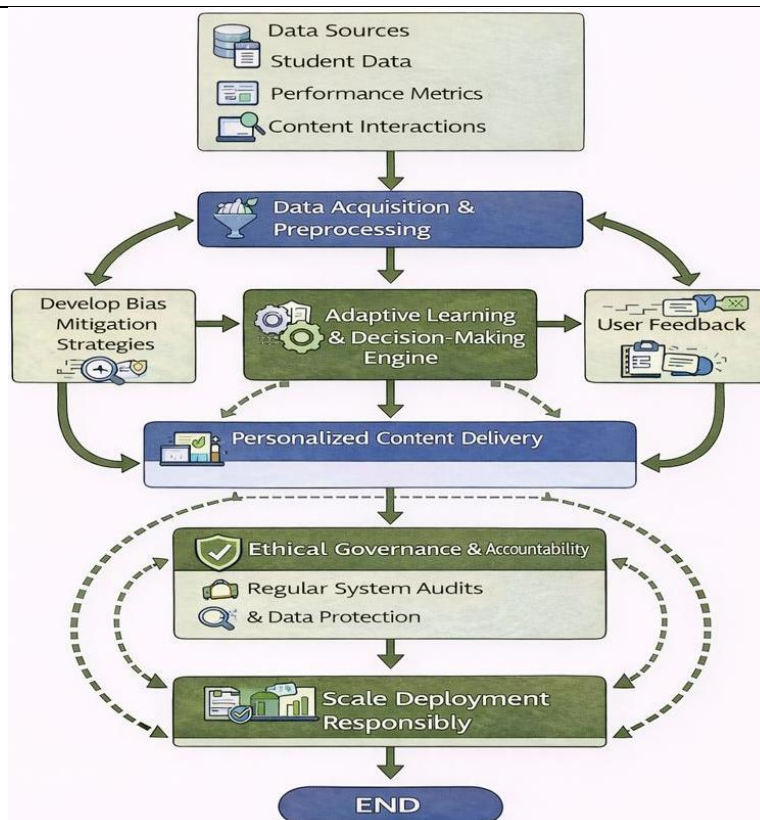 Data Sources
Student Data
Performance Metrics
Content Interactions
Data Acquisition &
Preprocessing
Develop Bias
Mitigation
Strategies
Adaptive Learning
& Decision-Making
Engine
User Feedback
Personalized Content Delivery
Ethical Governance & Accountability
Regular System Audits
& Data Protection
Scale Deployment
Responsibly
END